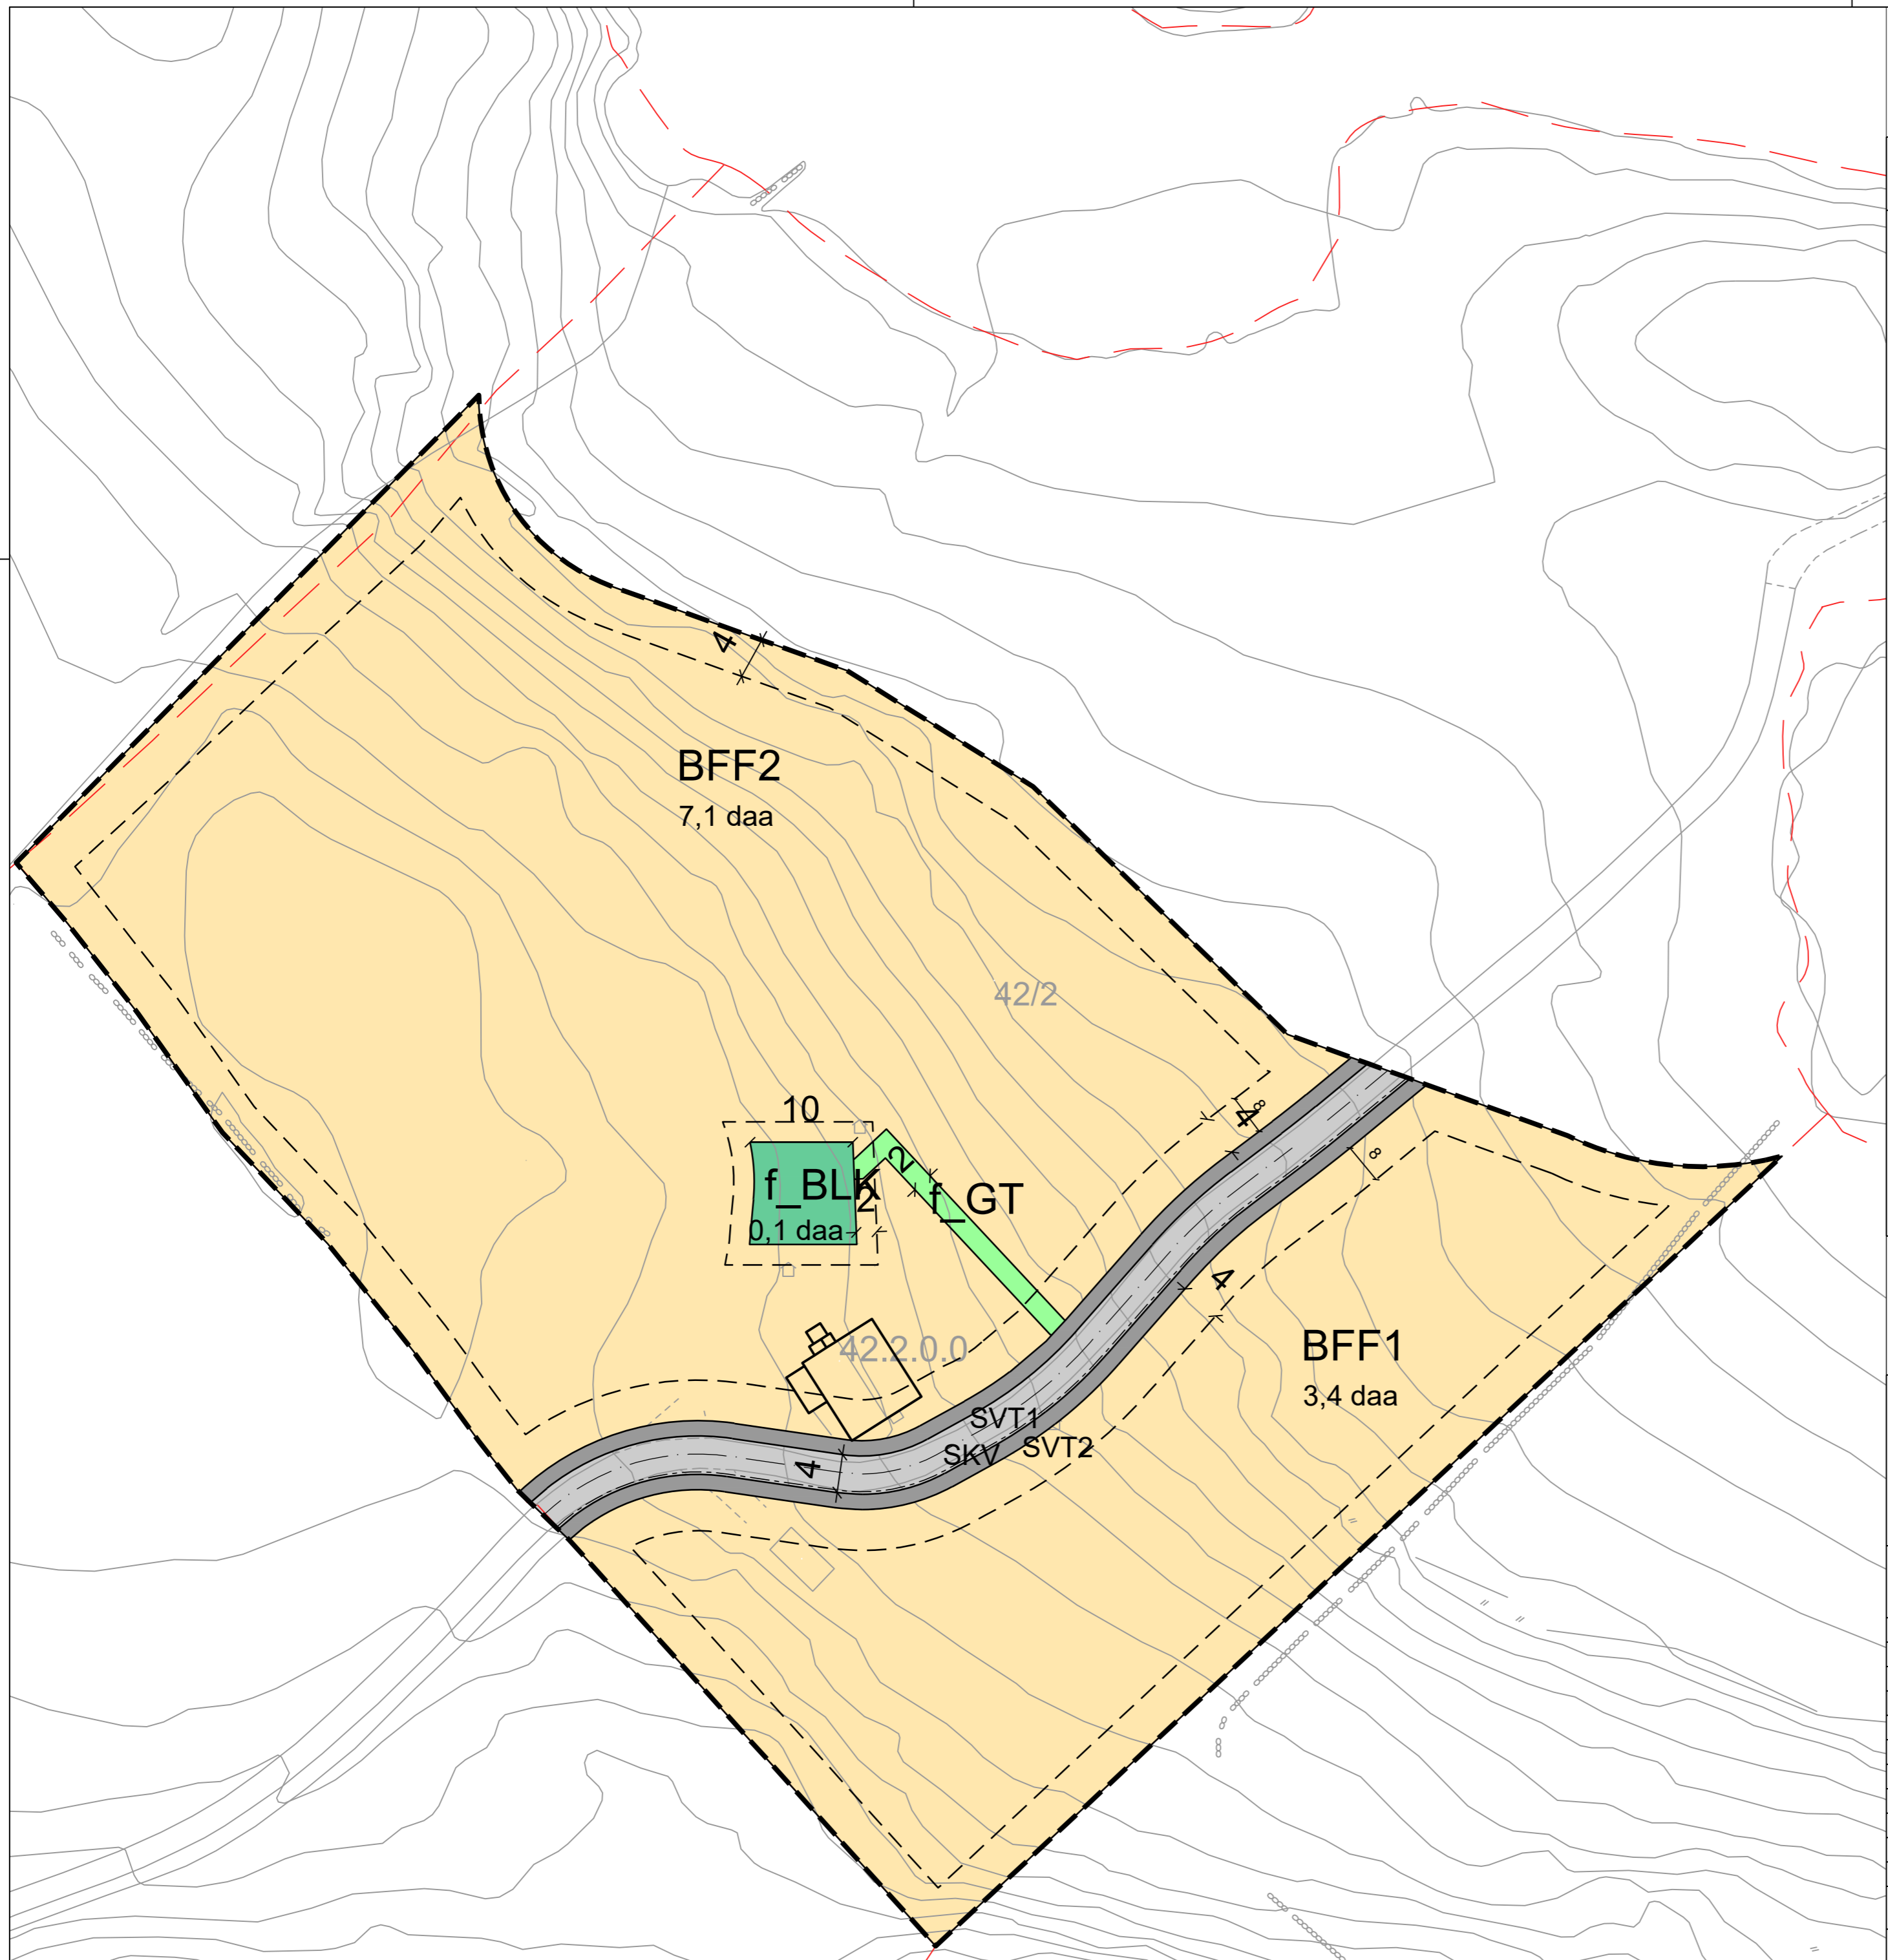 4
BFF2
7,1 daa
42/2
10
4
8
2
8
f_BLK
2
f_GT
0,1 daa
4
BFF1
42.2.0.0
3,4 daa
SVT1
SKV
SVT2
4